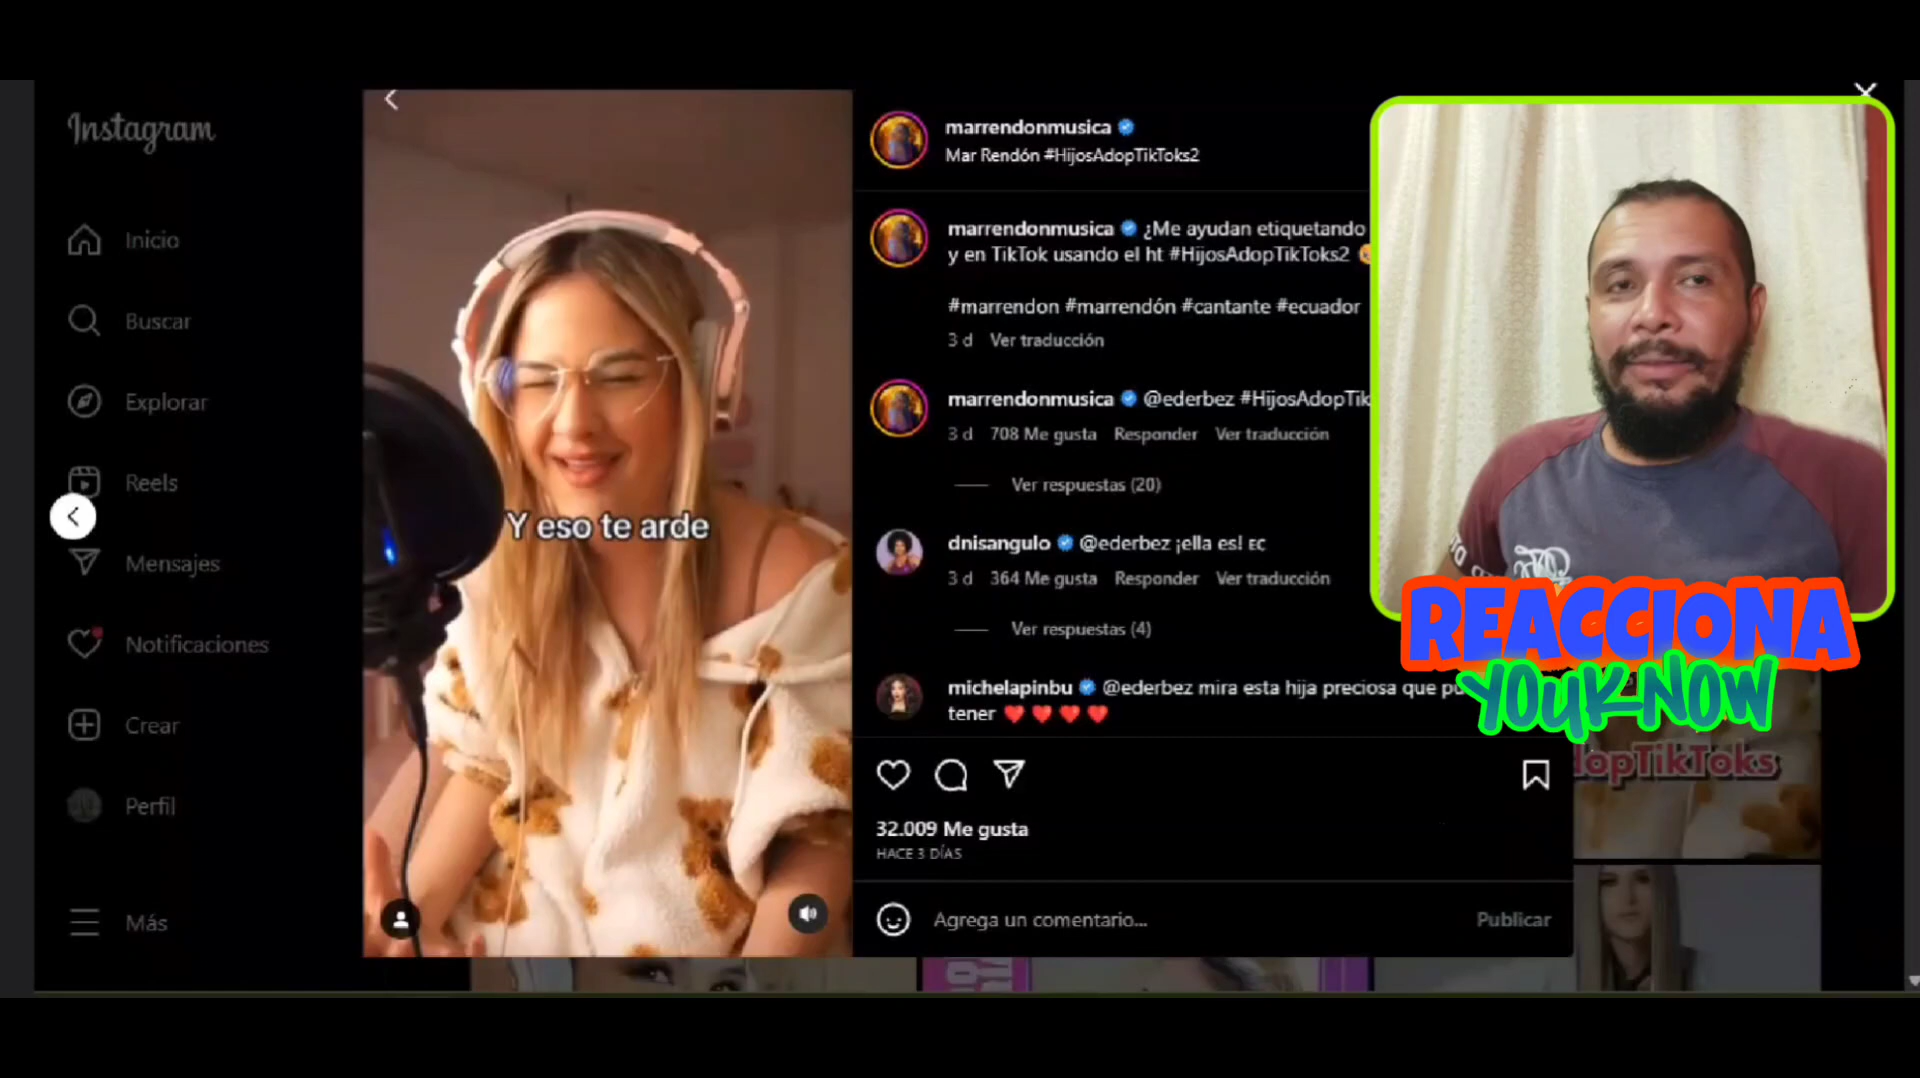 Instagram
Inicio
Buscar
Explorar
Reels
Mensajes
Notificaciones
Crear
Perfil
Más
Y eso te arde
marrendonmusica
Mar Rendón #HijosAdopTikToks2
marrendonmusica ¿Me ayudan etiquetando
y en TikTok usando el ht #HijosAdopTikToks2
#marrendon #marrendón #cantante #ecuador
3 d Ver traducción
marrendonmusica @ederbez #HijosAdopTik
3 d 708 Me gusta Responder Ver traducción
Ver respuestas (20)
dnisangulo @ederbez ¡ella es! EC
3 d 364 Me gusta Responder Ver traducción
Ver respuestas (4)
michelapinbu @ederbez mira esta hija preciosa que
tener
32.009 Me gusta
HACE 3 DÍAS
Agrega un comentario...
Publicar
REACCIONA
YOUKNOW
dopTikToks